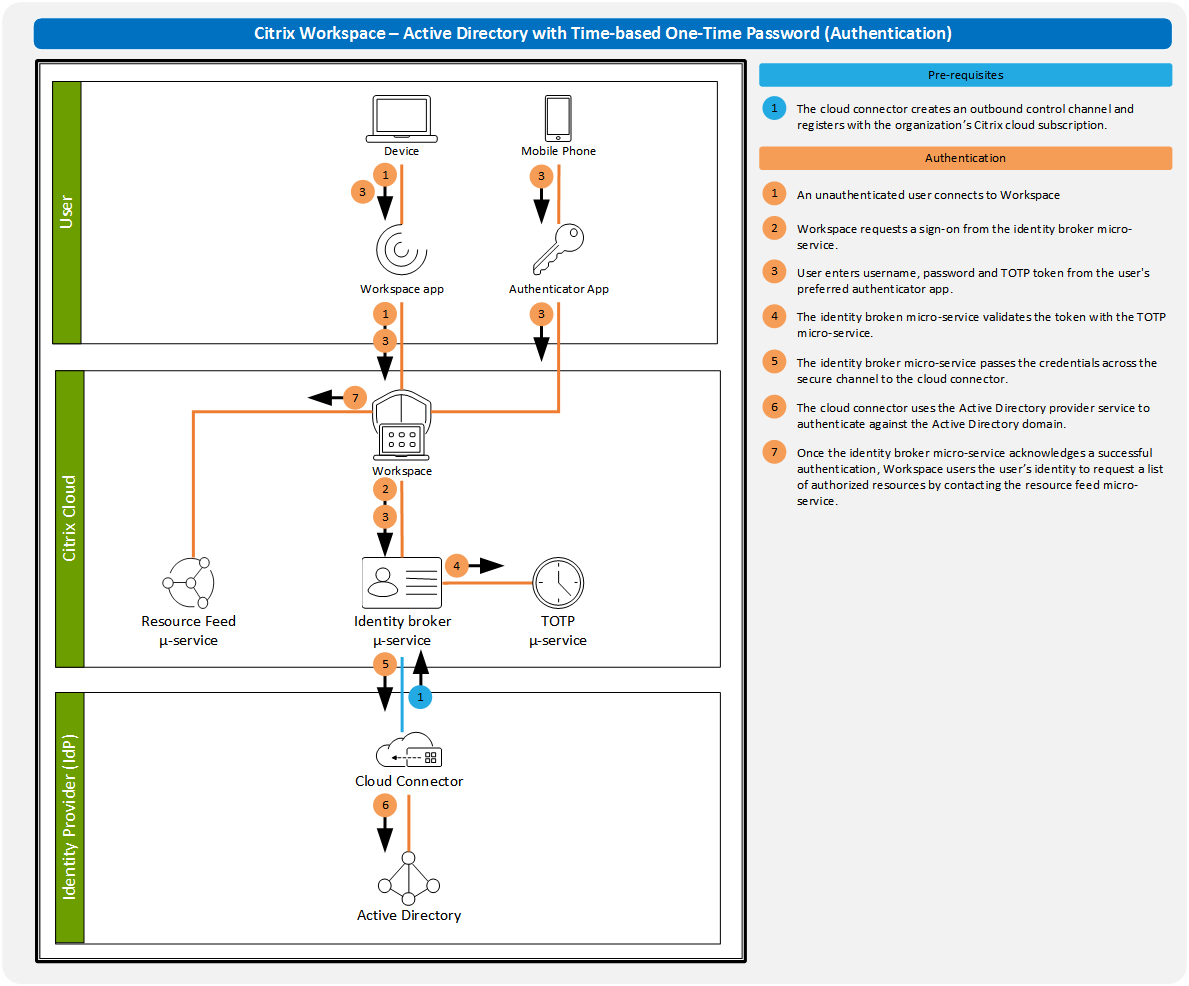 Citrix Workspace – Active Directory with Time-based One-Time Password (Authentication)
User
Device
Mobile Phone
1
3
3
Workspace app
Authenticator App
1
3
3
Citrix Cloud
7
Workspace
2
3
4
Resource Feed
µ-service
Identity broker
µ-service
TOTP
µ-service
5
1
Identity Provider (IdP)
Cloud Connector
6
Active Directory
Pre-requisites
1 The cloud connector creates an outbound control channel and
registers with the organization’s Citrix cloud subscription.
Authentication
1 An unauthenticated user connects to Workspace
2 Workspace requests a sign-on from the identity broker micro-
service.
3 User enters username, password and TOTP token from the user's
preferred authenticator app.
4 The identity broken micro-service validates the token with the TOTP
micro-service.
5 The identity broker micro-service passes the credentials across the
secure channel to the cloud connector.
6 The cloud connector uses the Active Directory provider service to
authenticate against the Active Directory domain.
7 Once the identity broker micro-service acknowledges a successful
authentication, Workspace users the user’s identity to request a list
of authorized resources by contacting the resource feed micro-
service.